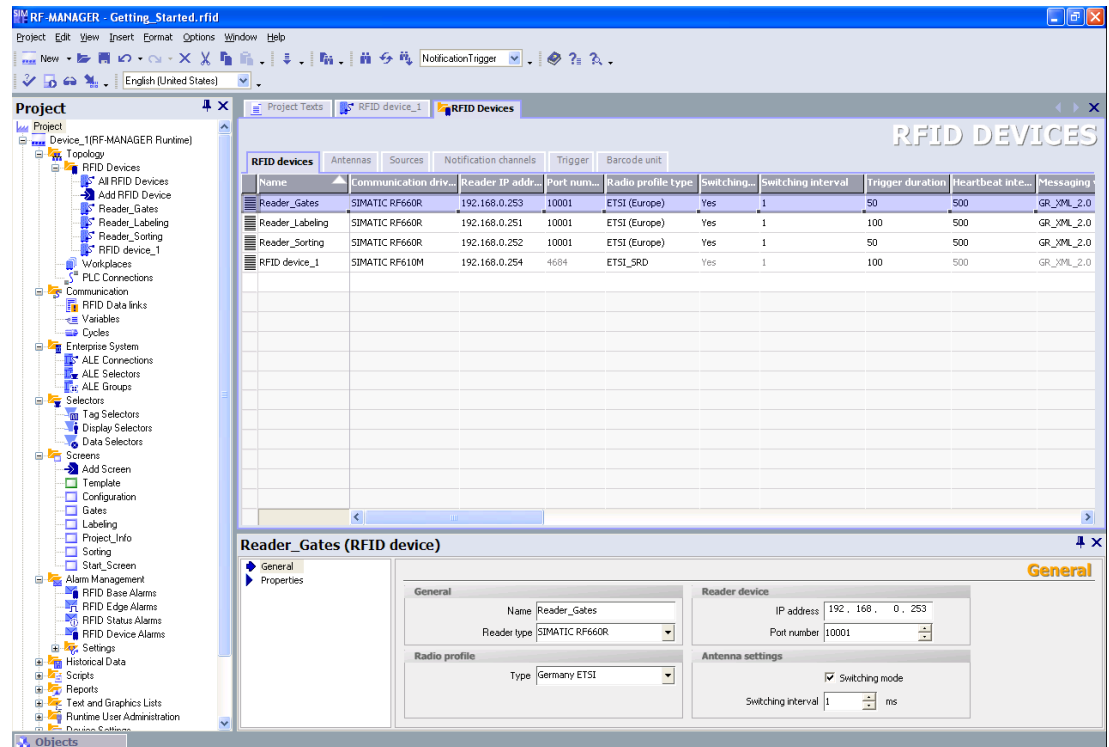 RF-MANAGER - Getting_Started.rfid
Project Edit View Insert Format Options Window Help
New NotificationTrigger
English (United States)
Project
Project
Device_1(RF-MANAGER Runtime)
Topology
RFID Devices
All RFID Devices
Add RFID Device
Reader_Gates
Reader_Labeling
Reader_Sorting
RFID device_1
Workplaces
PLC Connections
Communication
RFID Data links
Variables
Cycles
Enterprise System
ALE Connections
ALE Selectors
ALE Groups
Selectors
Tag Selectors
Display Selectors
Data Selectors
Screens
Add Screen
Template
Configuration
Gates
Labeling
Project_Info
Sorting
Start_Screen
Alarm Management
RFID Base Alarms
RFID Edge Alarms
RFID Status Alarms
RFID Device Alarms
Settings
Historical Data
Scripts
Reports
Text and Graphics Lists
Runtime User Administration
Device Settings
Objects
Project Texts RFID device_1 RFID Devices
RFID DEVICES
RFID devices Antennas Sources Notification channels Trigger Barcode unit
Name Communication driv... Reader IP addr... Port num... Radio profile type Switching... Switching interval Trigger duration Heartbeat inte... Messaging
Reader_Gates SIMATIC RF660R 192.168.0.253 10001 ETSI (Europe) Yes 1 50 500 GR_XML_2.0
Reader_Labeling SIMATIC RF660R 192.168.0.251 10001 ETSI (Europe) Yes 1 100 500 GR_XML_2.0
Reader_Sorting SIMATIC RF660R 192.168.0.252 10001 ETSI (Europe) Yes 1 50 500 GR_XML_2.0
RFID device_1 SIMATIC RF610M 192.168.0.254 4684 ETSI_SRD Yes 1 100 500 GR_XML_2.0
Reader_Gates (RFID device)
General
Properties
General
General
Name Reader_Gates
Reader type SIMATIC RF660R
Reader device
IP address 192 . 168 . 0 . 253
Port number 10001
Radio profile
Type Germany ETSI
Antenna settings
Switching mode
Switching interval 1 ms